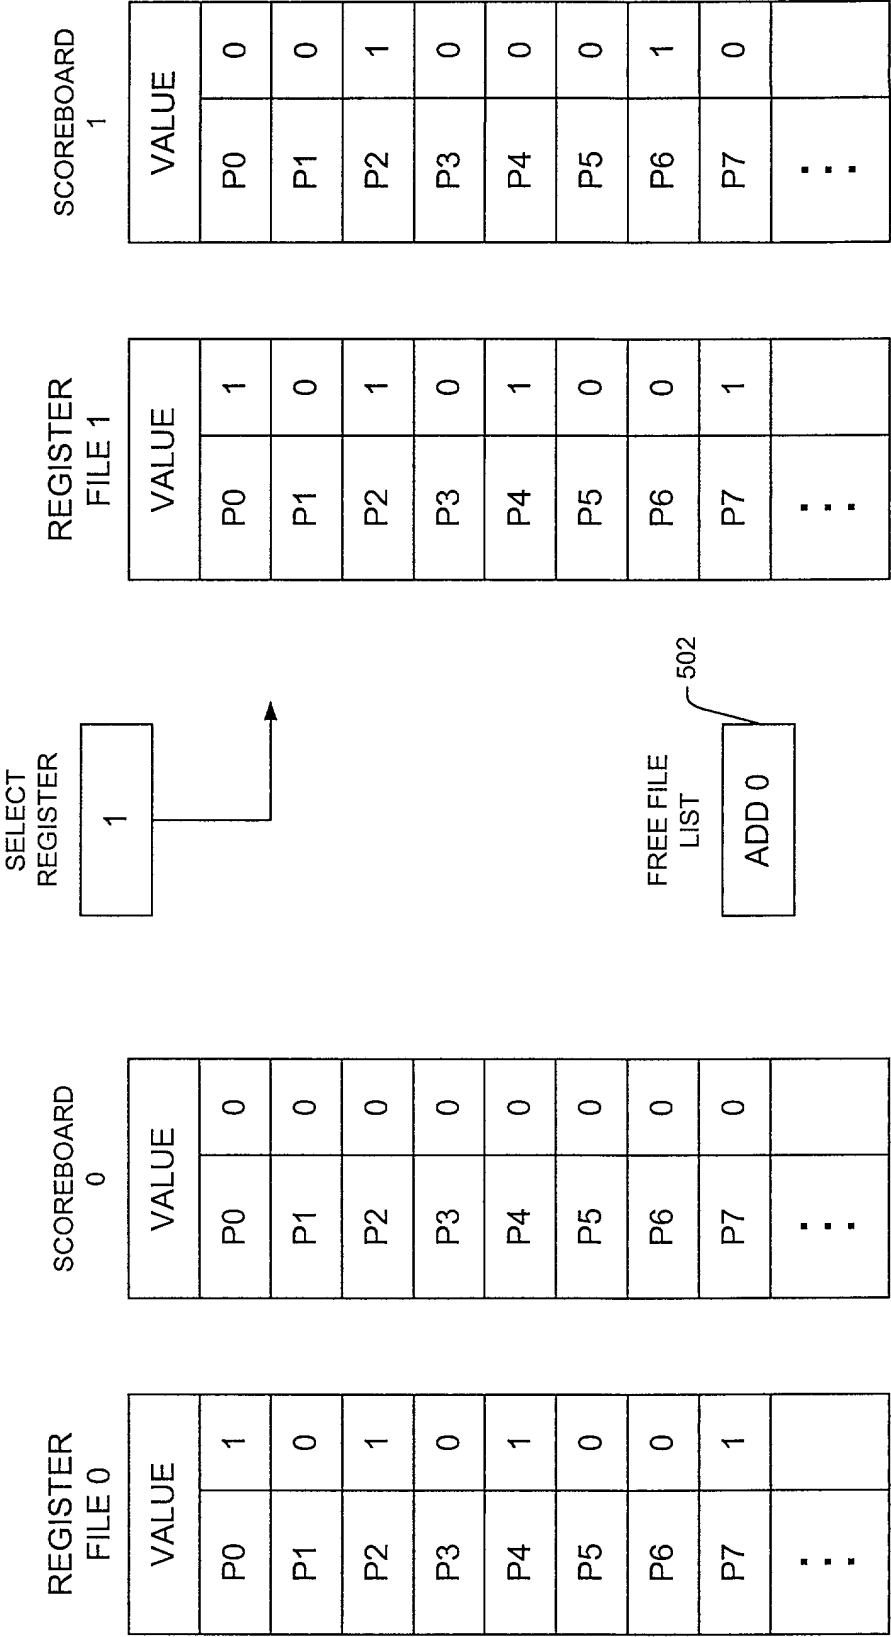 REGISTER
FILE 0
VALUE
P0 1
P1 0
P2 1
P3 0
P4 1
P5 0
P6 0
P7 1
...
SCOREBOARD
0
VALUE
P0 0
P1 0
P2 0
P3 0
P4 0
P5 0
P6 0
P7 0
...
SELECT
REGISTER
1
FREE FILE
LIST
502
ADD 0
REGISTER
FILE 1
VALUE
P0 1
P1 0
P2 1
P3 0
P4 1
P5 0
P6 0
P7 1
...
SCOREBOARD
1
VALUE
P0 0
P1 0
P2 1
P3 0
P4 0
P5 0
P6 1
P7 0
...